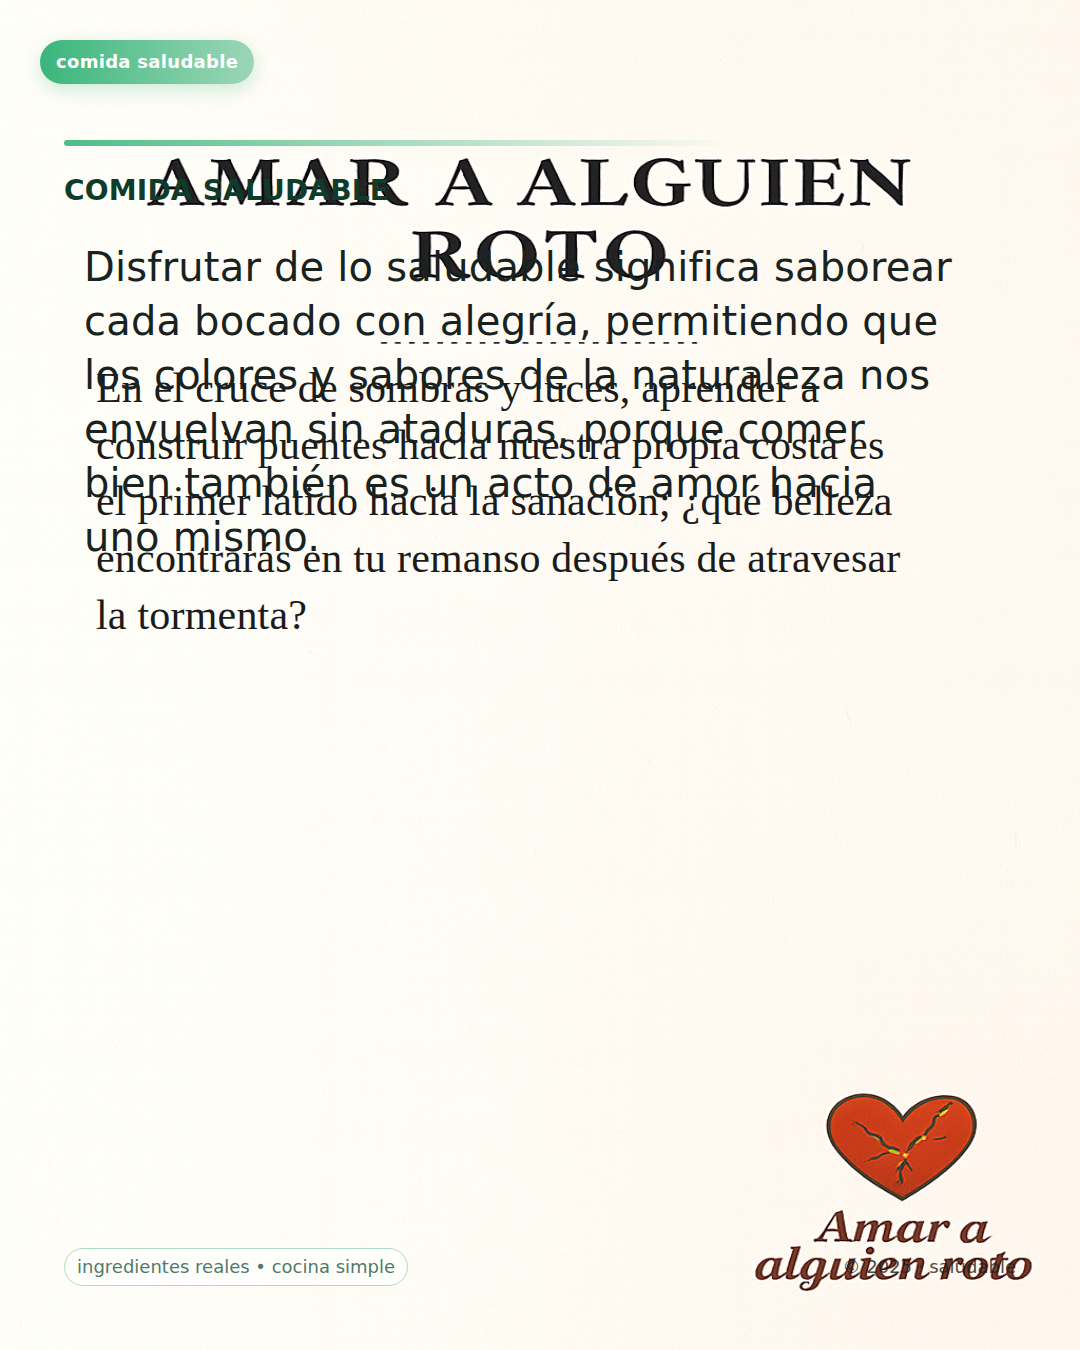 comida saludable
AMAR A ALGUIEN
ROTO
COMIDA SALUDABLE
Disfrutar de lo saludable significa saborear
cada bocado con alegría, permitiendo que
los colores y sabores de la naturaleza nos
envuelvan sin ataduras, porque comer
bien también es un acto de amor hacia
uno mismo.
En el cruce de sombras y luces, aprender a
construir puentes hacia nuestra propia costa es
el primer latido hacia la sanación; ¿qué belleza
encontrarás en tu remanso después de atravesar
la tormenta?
Amar a
alguien roto
ingredientes reales • cocina simple
© 2025 saludable